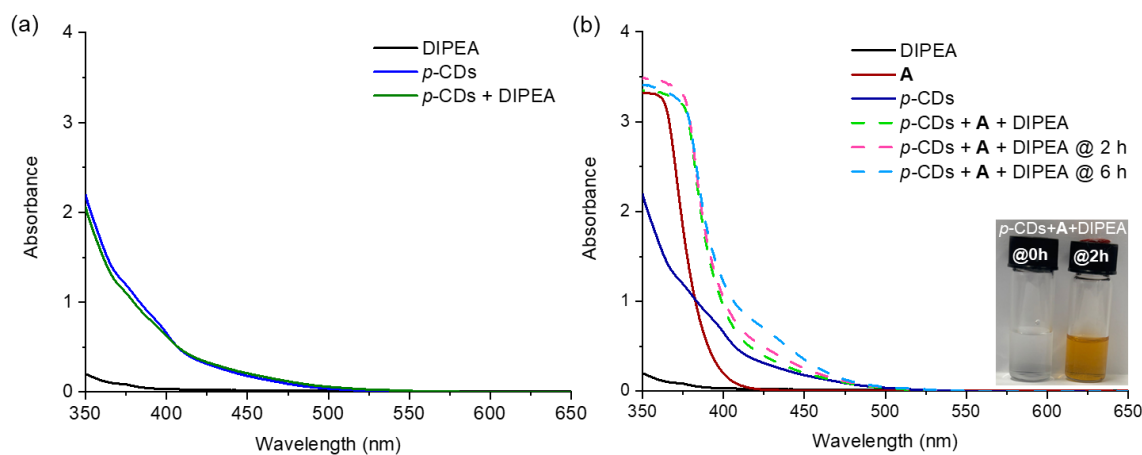 (a)
4
3
2
1
0
Absorbance
350 400 450 500 550 600 650
Wavelength (nm)
DIPEA
p-CDs
p-CDs + DIPEA
(b)
4
3
2
1
0
Absorbance
350 400 450 500 550 600 650
Wavelength (nm)
DIPEA
A
p-CDs
p-CDs + A + DIPEA
p-CDs + A + DIPEA @ 2 h
p-CDs + A + DIPEA @ 6 h
p-CDs+A+DIPEA
@0h @2h